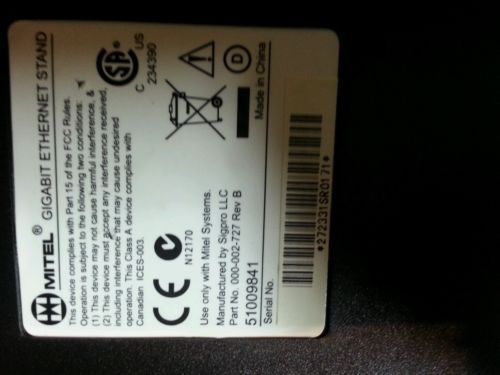 MITEL® GIGABIT ETHERNET STAND
This device complies with Part 15 of the FCC Rules.
Operation is subject to the following two conditions:
(1) This device may not cause harmful interference, &
(2) This device must accept any interference received,
including interference that may cause undesired
operation. This Class A device complies with
Canadian ICES-003.
C US
234390
N12170
Use only with Mitel Systems.
Manufactured by Sigpro LLC
Part No. 000-002-727 Rev B
51009841
Made in China
Serial No.
*272331SR0171*